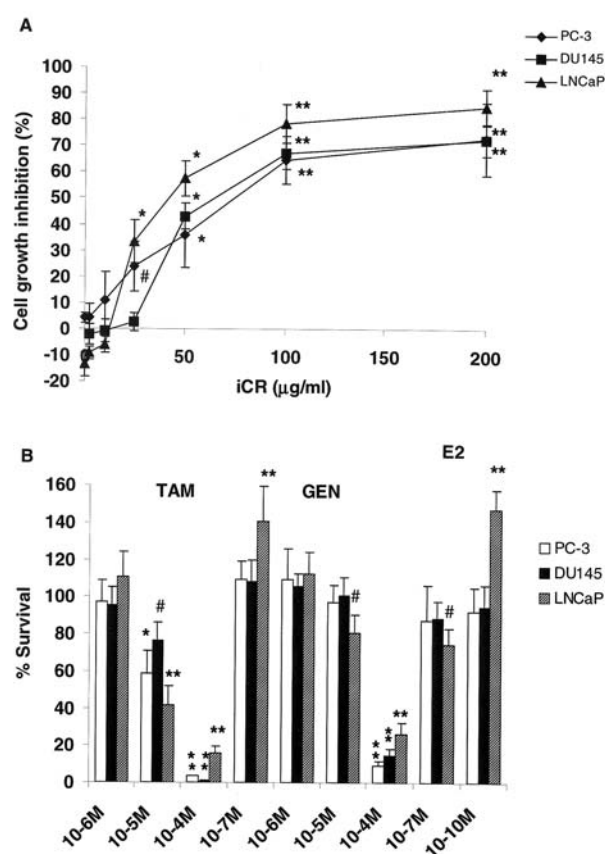 A
PC-3
DU145
LNCaP
Cell growth inhibition (%)
100
90
80
70
60
50
40
30
20
10
0
-10
-20
**
**
**
**
**
**
*
*
*
*
#
50
100
150
200
iCR (μg/ml)
B
TAM
GEN
E2
PC-3
DU145
LNCaP
% Survival
160
140
120
100
80
60
40
20
0
*
#
**
**
**
**
**
#
**
**
**
#
**
10-6M
10-5M
10-4M
10-7M
10-6M
10-5M
10-4M
10-7M
10-10M